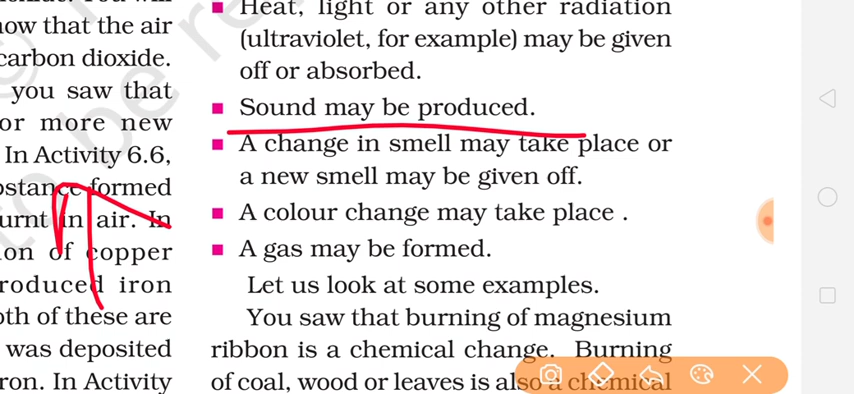 now that the air
carbon dioxide.
you saw that
or more new
In Activity 6.6,
formed
in air. In
of copper
iron
of these are
was deposited
In Activity
Heat, light or any other radiation
(ultraviolet, for example) may be given
off or absorbed.
Sound may be produced.
A change in smell may take place or
a new smell may be given off.
A colour change may take place .
A gas may be formed.
Let us look at some examples.
You saw that burning of magnesium
ribbon is a chemical change. Burning
of coal, wood or leaves is also a chemical